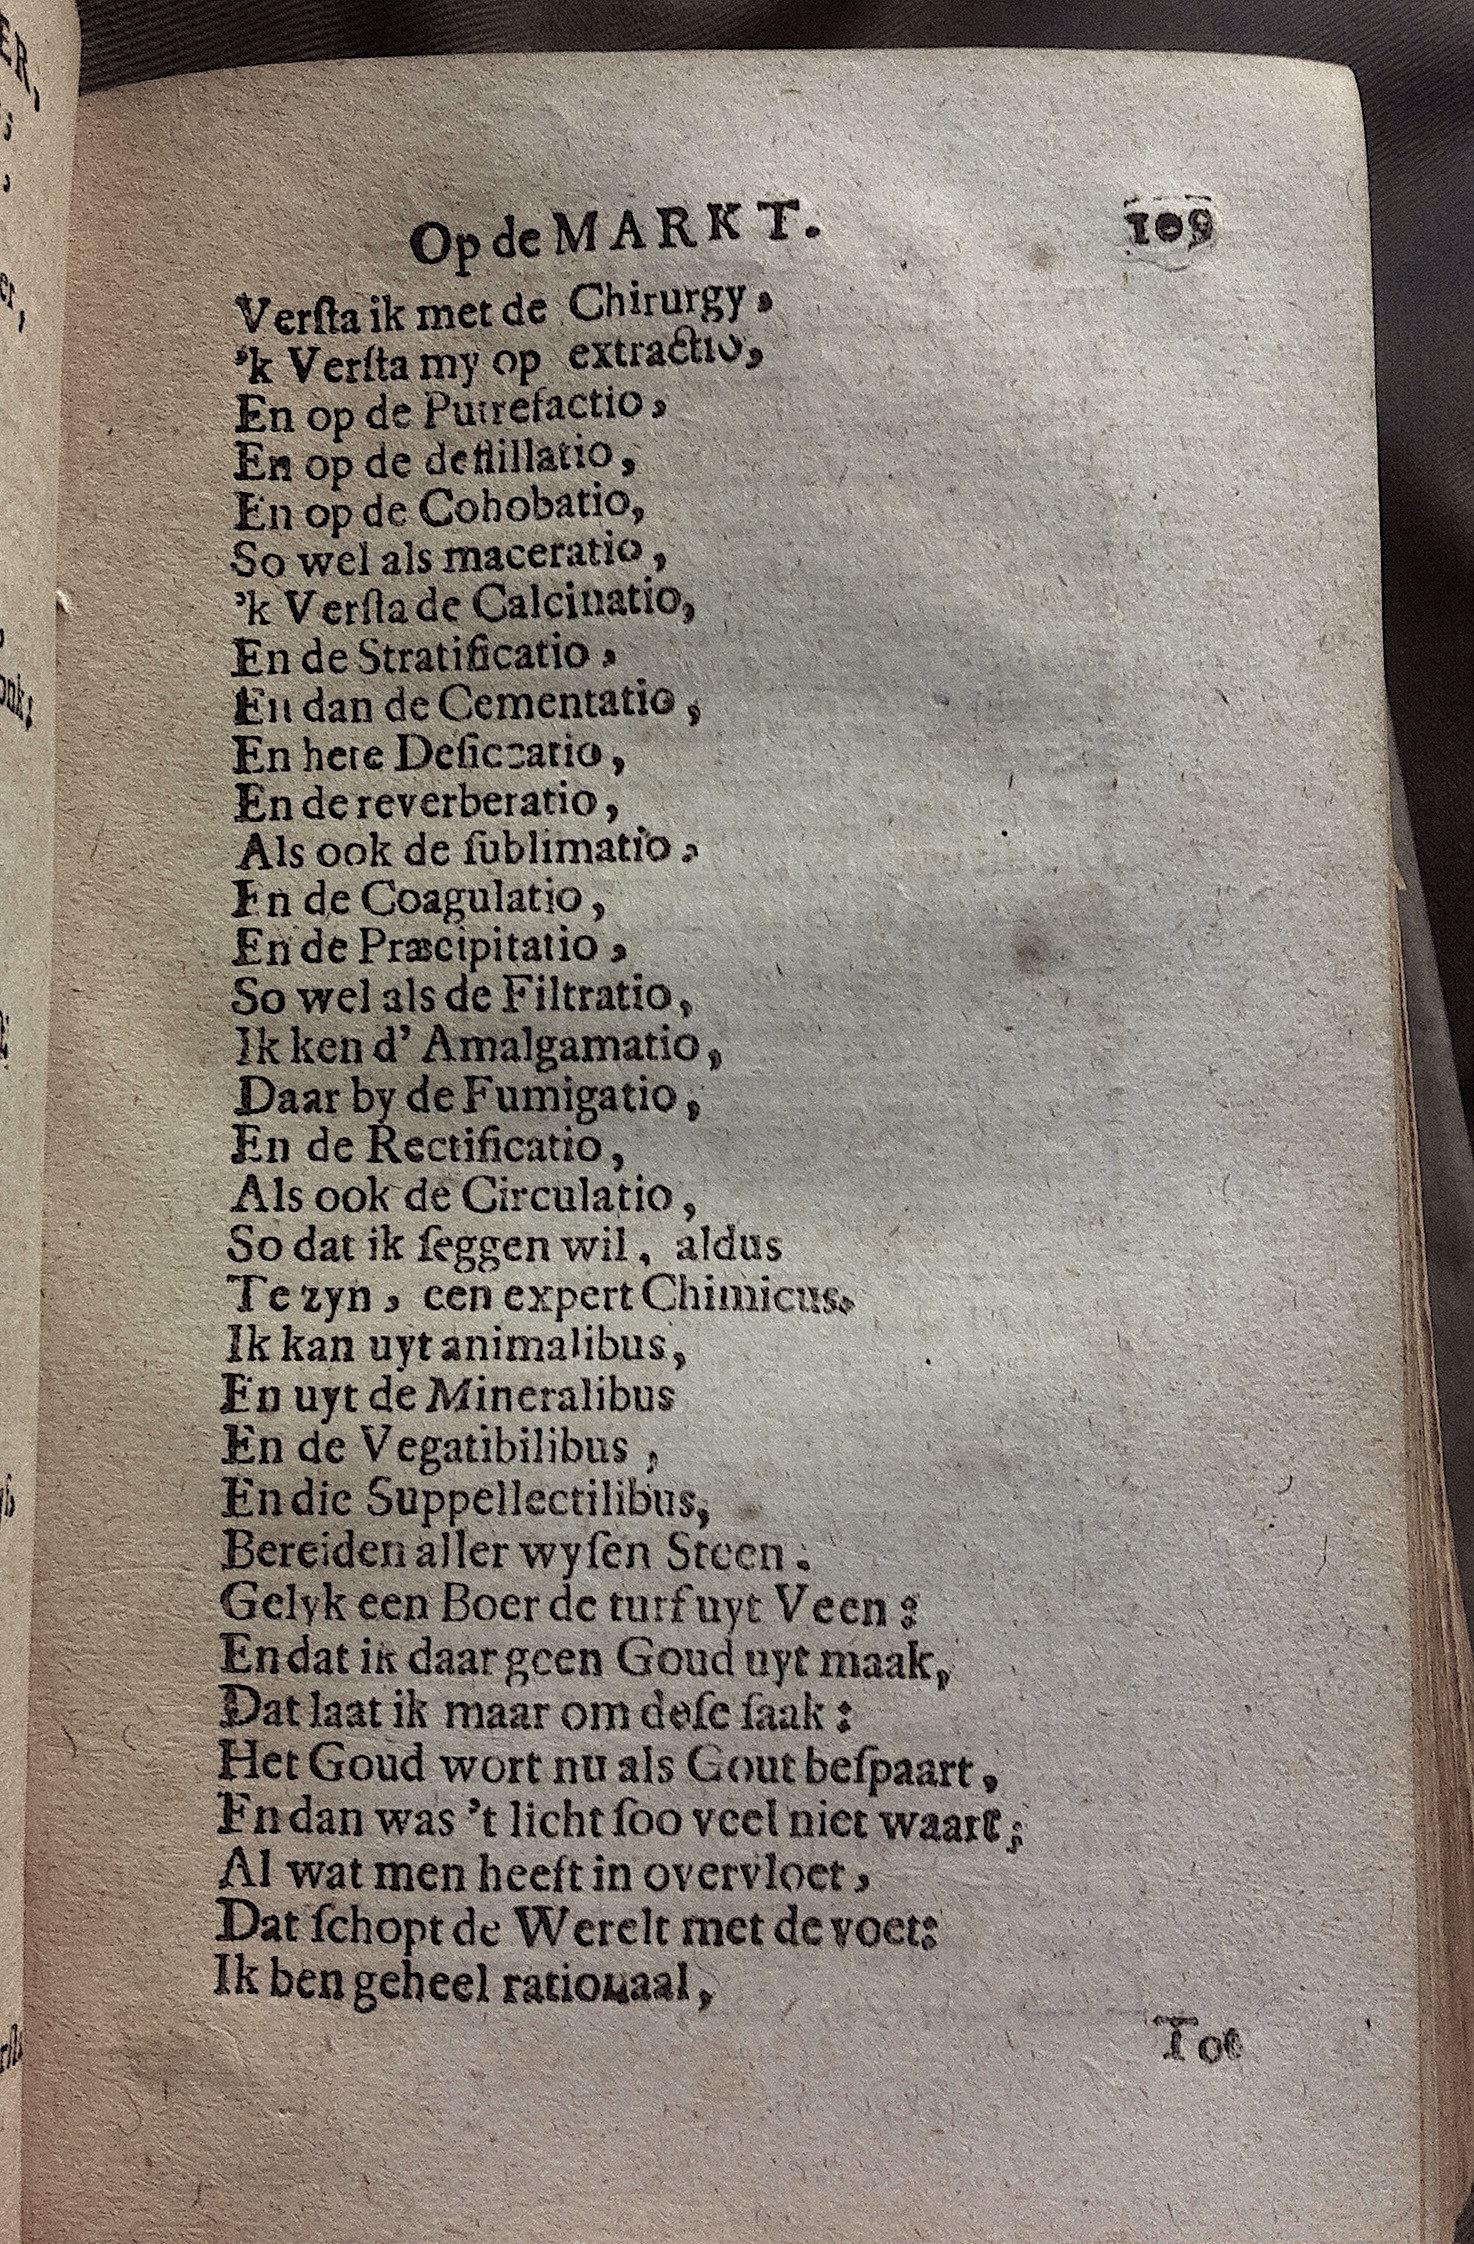 Op de MARKT. 109
Verſta ik met de Chirurgy,
'k Verſta my op extractio,
En op de Putrefactio,
En op de deſtillatio,
En op de Cohobatio,
So wel als maceratio,
'k Verſta de Calcinatio,
En de Stratificatio,
En dan de Cementatio,
En hete Deſiccatio,
En de reverberatio,
Als ook de ſublimatio,
En de Coagulatio,
En de Præcipitatio,
So wel als de Filtratio,
Ik ken d' Amalgamatio,
Daar by de Fumigatio,
En de Rectificatio,
Als ook de Circulatio,
So dat ik ſeggen wil, aldus
Te zyn, een expert Chimicus.
Ik kan uyt animalibus,
En uyt de Mineralibus
En de Vegatibilibus,
En die Suppellectilibus,
Bereiden aller wyſen Steen.
Gelyk een Boer de turf uyt Veen:
En dat ik daar geen Goud uyt maak,
Dat laat ik maar om deſe ſaak:
Het Goud wort nu als Gout beſpaart,
En dan was 't licht ſoo veel niet waart;
Al wat men heeft in overvloet,
Dat ſchopt de Werelt met de voet:
Ik ben geheel rationaal,
Tot